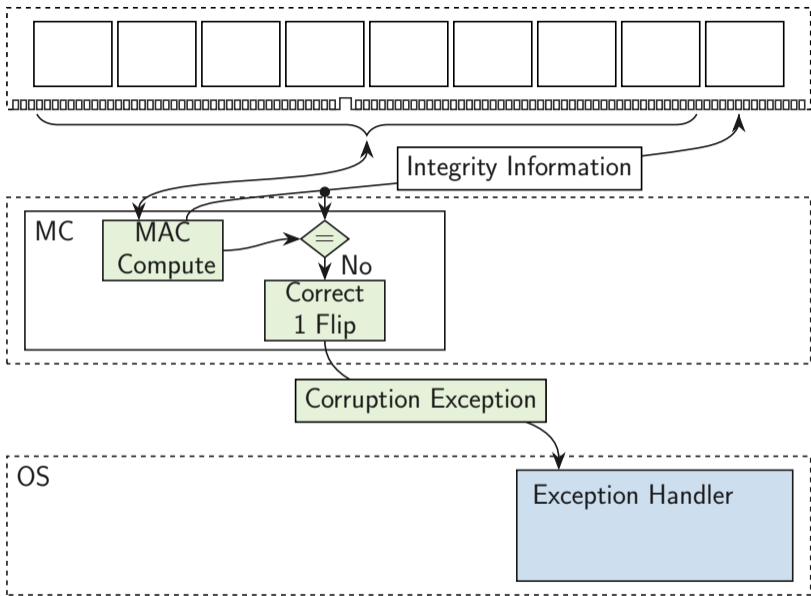 Integrity Information
MC
MAC
Compute
=
No
Correct
1 Flip
Corruption Exception
OS
Exception Handler